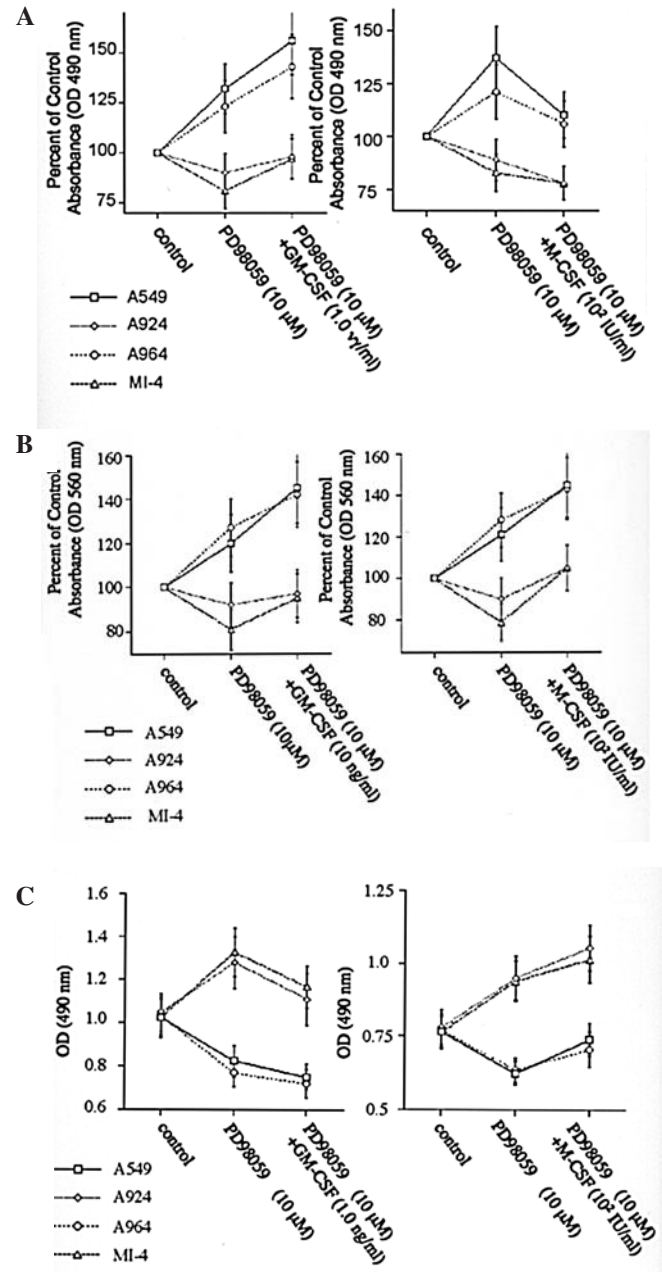 A
Percent of Control
Absorbance (OD 490 nm)
150
125
100
75
control
PD98059 (10 µM)
PD98059 (10 µM)
+GM-CSF (1.0 νγ/ml)
Percent of Control
Absorbance (OD 490 nm)
150
125
100
75
control
PD98059 (10 µM)
PD98059 (10 µM)
+M-CSF (10² IU/ml)
A549
A924
A964
MI-4
B
Percent of Control
Absorbance (OD 560 nm)
160
140
120
100
80
control
PD98059 (10µM)
PD98059 (10 µM)
+GM-CSF (10 ng/ml)
Percent of Control
Absorbance (OD 560 nm)
160
140
120
100
80
control
PD98059 (10 µM)
PD98059 (10 µM)
+M-CSF (10² IU/ml)
A549
A924
A964
MI-4
C
OD (490 nm)
1.6
1.4
1.2
1.0
0.8
0.6
control
PD98059
(10 µM)
PD98059 (10 µM)
+GM-CSF (1.0 ng/ml)
OD (490 nm)
1.25
1.0
0.75
0.5
control
PD98059
(10 µM)
PD98059 (10 µM)
+M-CSF (10² IU/ml)
A549
A924
A964
MI-4